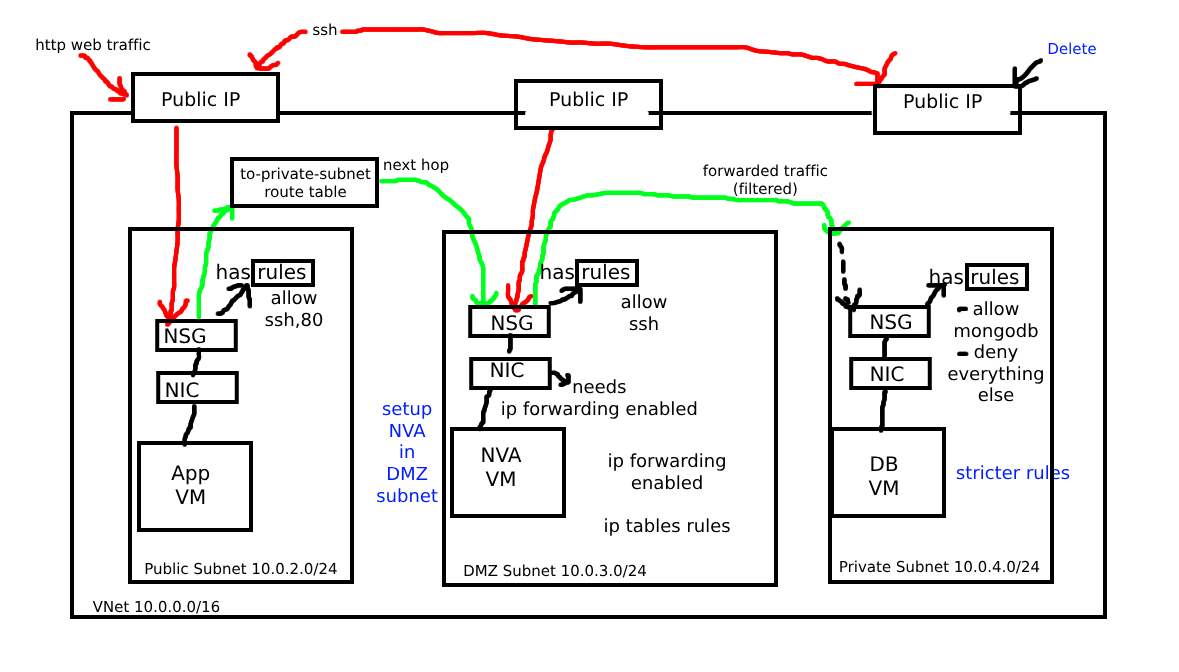 ssh
http web traffic
Delete
Public IP
Public IP
Public IP
to-private-subnet
route table
next hop
forwarded traffic
(filtered)
has rules
allow
ssh,80
NSG
NIC
App
VM
Public Subnet 10.0.2.0/24
setup
NVA
in
DMZ
subnet
has rules
allow
ssh
NSG
NIC
needs
ip forwarding enabled
NVA
VM
ip forwarding
enabled
ip tables rules
DMZ Subnet 10.0.3.0/24
has rules
- allow
mongodb
- deny
everything
else
NSG
NIC
DB
VM
stricter rules
Private Subnet 10.0.4.0/24
VNet 10.0.0.0/16